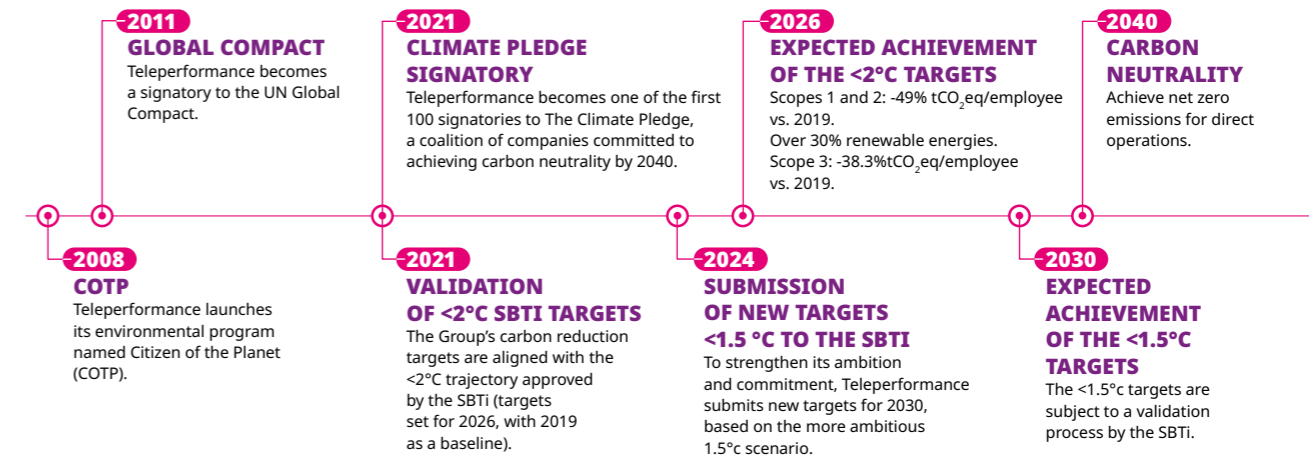 2011
GLOBAL COMPACT
Teleperformance becomes
a signatory to the UN Global
Compact.
2021
CLIMATE PLEDGE
SIGNATORY
Teleperformance becomes one of the first
100 signatories to The Climate Pledge,
a coalition of companies committed to
achieving carbon neutrality by 2040.
2026
EXPECTED ACHIEVEMENT
OF THE <2°C TARGETS
Scopes 1 and 2: -49% tCO₂eq/employee
vs. 2019.
Over 30% renewable energies.
Scope 3: -38.3%tCO₂eq/employee
vs. 2019.
2040
CARBON
NEUTRALITY
Achieve net zero
emissions for direct
operations.
2008
COTP
Teleperformance launches
its environmental program
named Citizen of the Planet
(COTP).
2021
VALIDATION
OF <2°C SBTI TARGETS
The Group's carbon reduction
targets are aligned with the
<2°C trajectory approved
by the SBTi (targets
set for 2026, with 2019
as a baseline).
2024
SUBMISSION
OF NEW TARGETS
<1.5 °C TO THE SBTI
To strengthen its ambition
and commitment, Teleperformance
submits new targets for 2030,
based on the more ambitious
1.5°c scenario.
2030
EXPECTED
ACHIEVEMENT
OF THE <1.5°C
TARGETS
The <1.5°c targets are
subject to a validation
process by the SBTi.